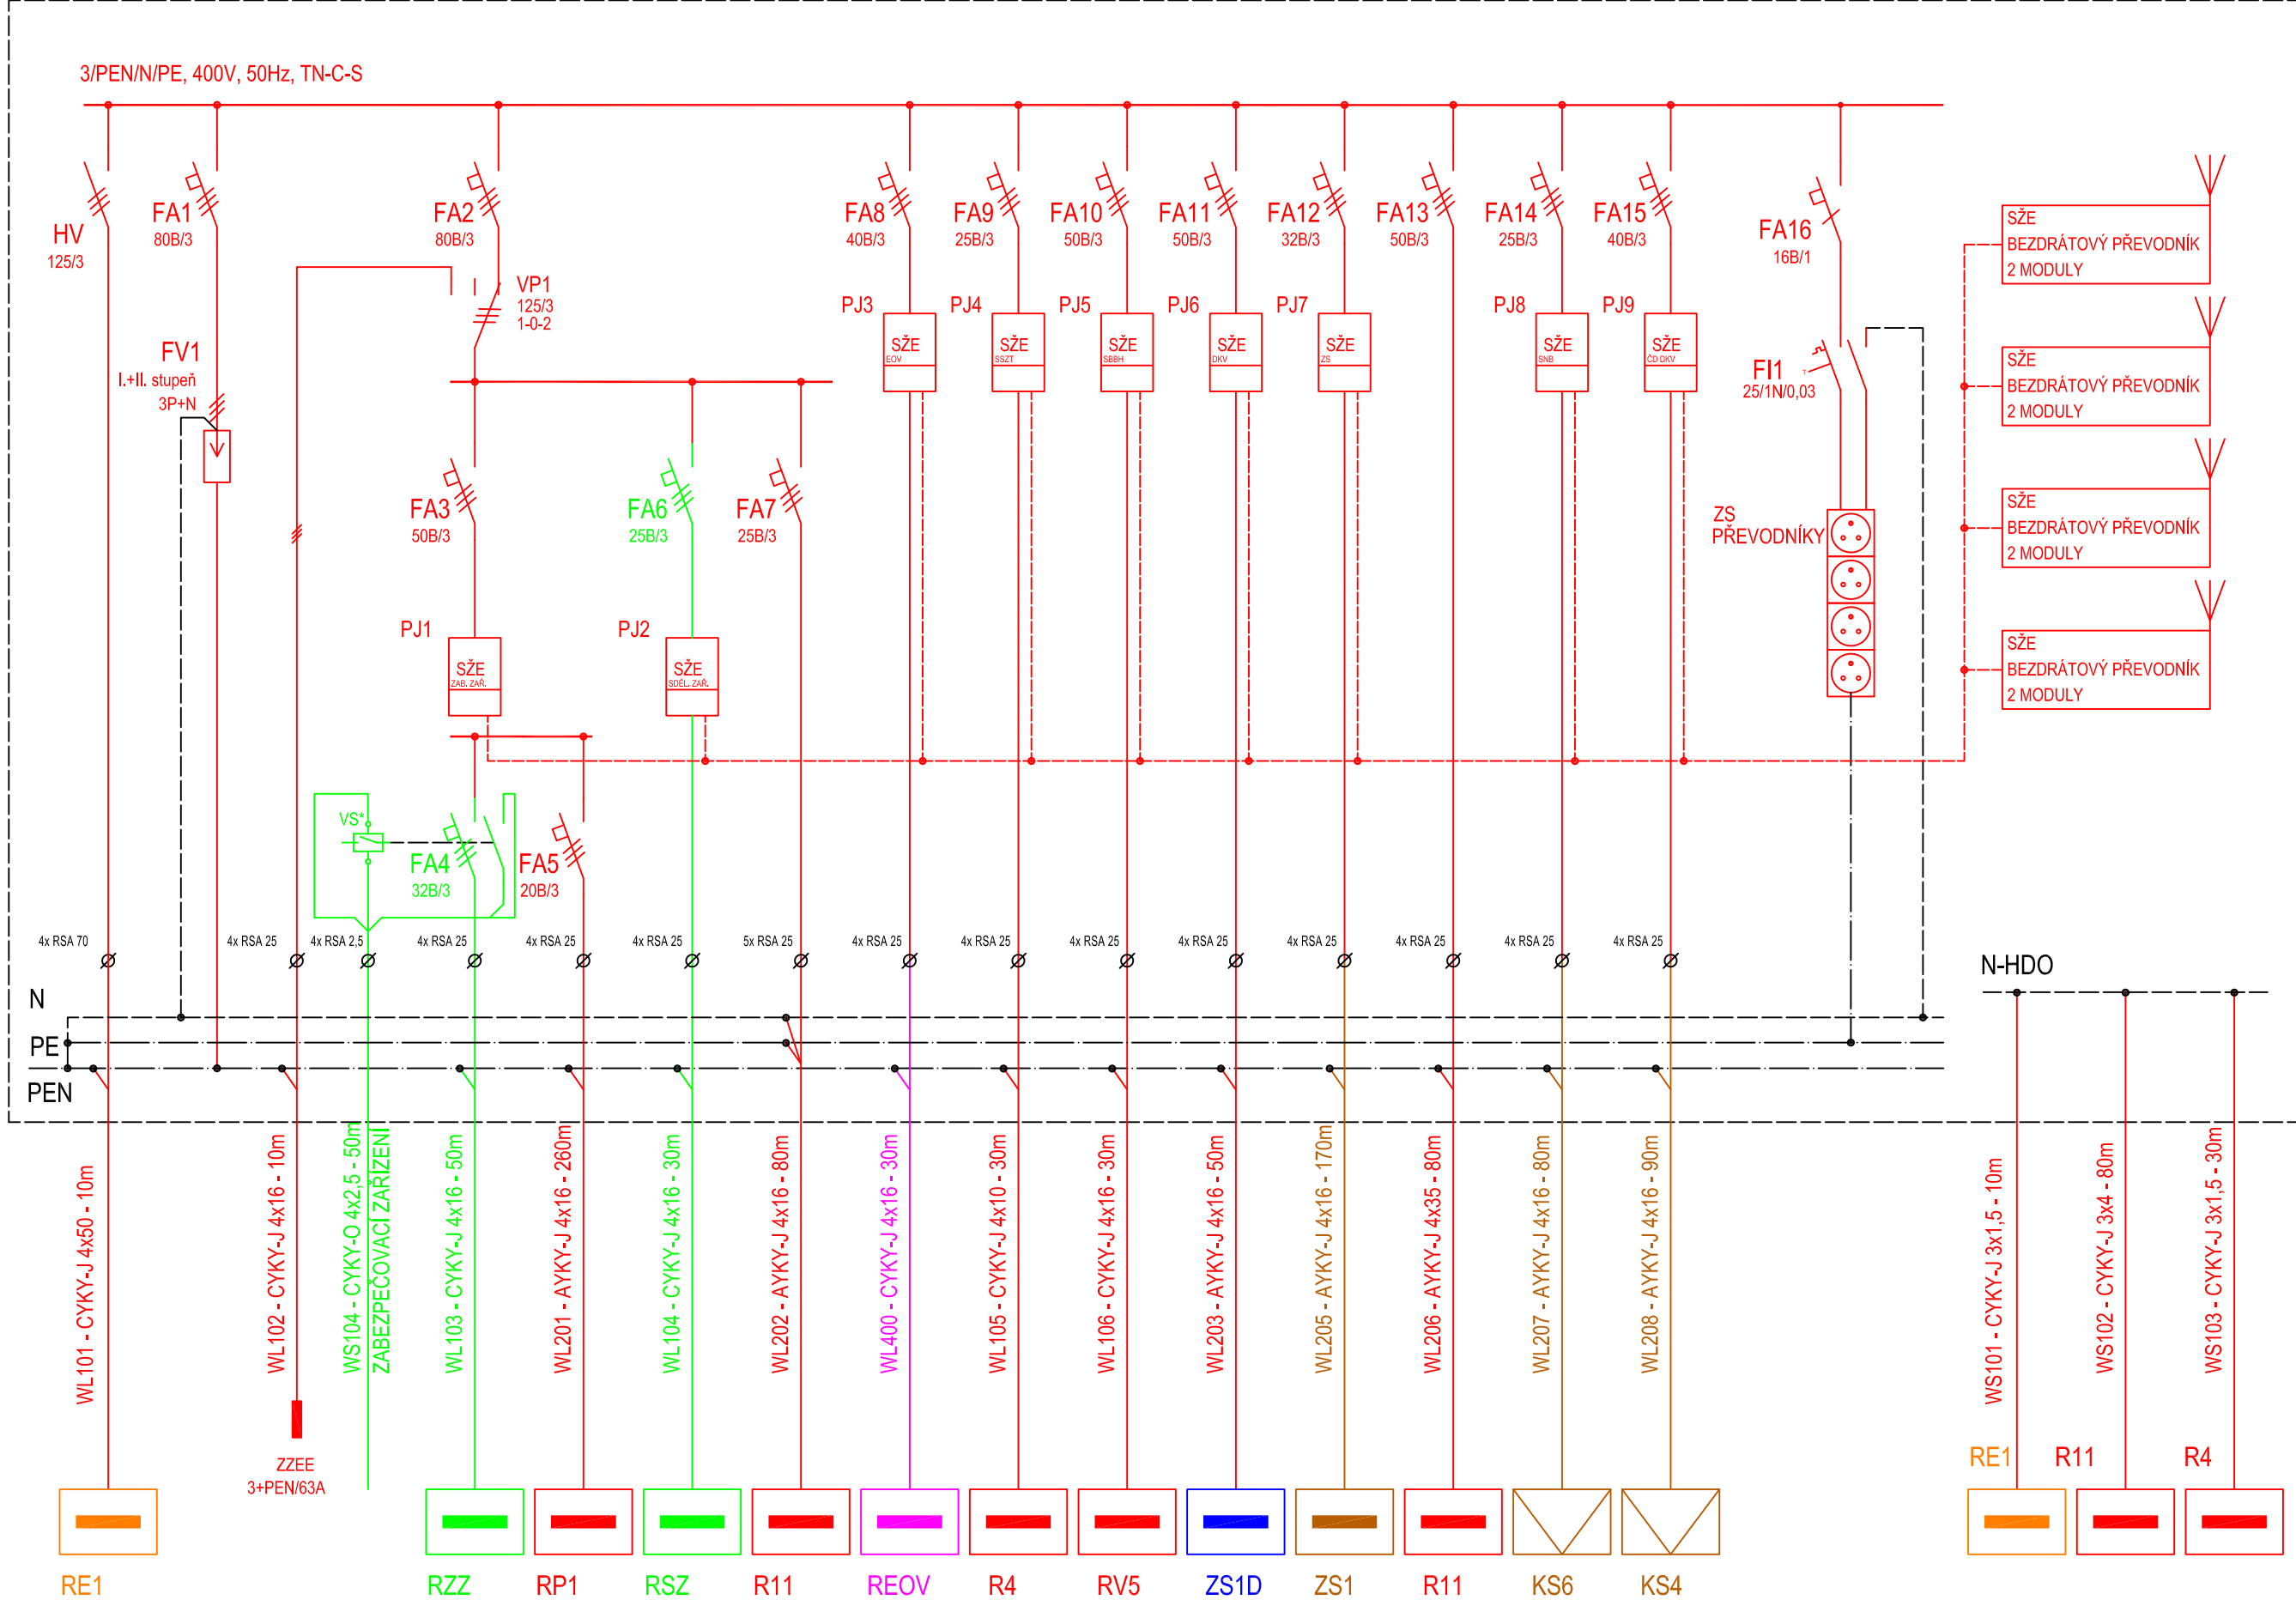 3/PEN/N/PE, 400V, 50Hz, TN-C-S
HV
125/3
FA1
80B/3
FA2
80B/3
FA8
40B/3
FA9
25B/3
FA10
50B/3
FA11
50B/3
FA12
32B/3
FA13
50B/3
FA14
25B/3
FA15
40B/3
FA16
16B/1
VP1
125/3
1-0-2
FV1
I.+II. stupeň
3P+N
PJ3
SŽE
EOV
PJ4
SŽE
SSZT
PJ5
SŽE
SBBH
PJ6
SŽE
DKV
PJ7
SŽE
ZS
PJ8
SŽE
SNB
PJ9
SŽE
ČD DKV
FI1
25/1N/0,03
SŽE
BEZDRÁTOVÝ PŘEVODNÍK
2 MODULY
SŽE
BEZDRÁTOVÝ PŘEVODNÍK
2 MODULY
SŽE
BEZDRÁTOVÝ PŘEVODNÍK
2 MODULY
SŽE
BEZDRÁTOVÝ PŘEVODNÍK
2 MODULY
FA3
50B/3
FA6
25B/3
FA7
25B/3
ZS
PŘEVODNÍKY
PJ1
SŽE
ZAB. ZAŘ.
PJ2
SŽE
SDĚL. ZAŘ.
VS*
FA4
32B/3
FA5
20B/3
4x RSA 70
4x RSA 25
4x RSA 2,5
4x RSA 25
4x RSA 25
4x RSA 25
5x RSA 25
4x RSA 25
4x RSA 25
4x RSA 25
4x RSA 25
4x RSA 25
4x RSA 25
4x RSA 25
4x RSA 25
N
PE
PEN
N-HDO
WL101 - CYKY-J 4x50 - 10m
WL102 - CYKY-J 4x16 - 10m
WS104 - CYKY-O 4x2,5 - 50m
ZABEZPEČOVACÍ ZAŘÍZENÍ
WL103 - CYKY-J 4x16 - 50m
WL201 - AYKY-J 4x16 - 260m
WL104 - CYKY-J 4x16 - 30m
WL202 - AYKY-J 4x16 - 80m
WL400 - CYKY-J 4x16 - 30m
WL105 - CYKY-J 4x10 - 30m
WL106 - CYKY-J 4x16 - 30m
WL203 - AYKY-J 4x16 - 50m
WL205 - AYKY-J 4x16 - 170m
WL206 - AYKY-J 4x35 - 80m
WL207 - AYKY-J 4x16 - 80m
WL208 - AYKY-J 4x16 - 90m
WS101 - CYKY-J 3x1,5 - 10m
WS102 - CYKY-J 3x4 - 80m
WS103 - CYKY-J 3x1,5 - 30m
ZZEE
3+PEN/63A
RE1
R11
R4
RE1
RZZ
RP1
RSZ
R11
REOV
R4
RV5
ZS1D
ZS1
R11
KS6
KS4